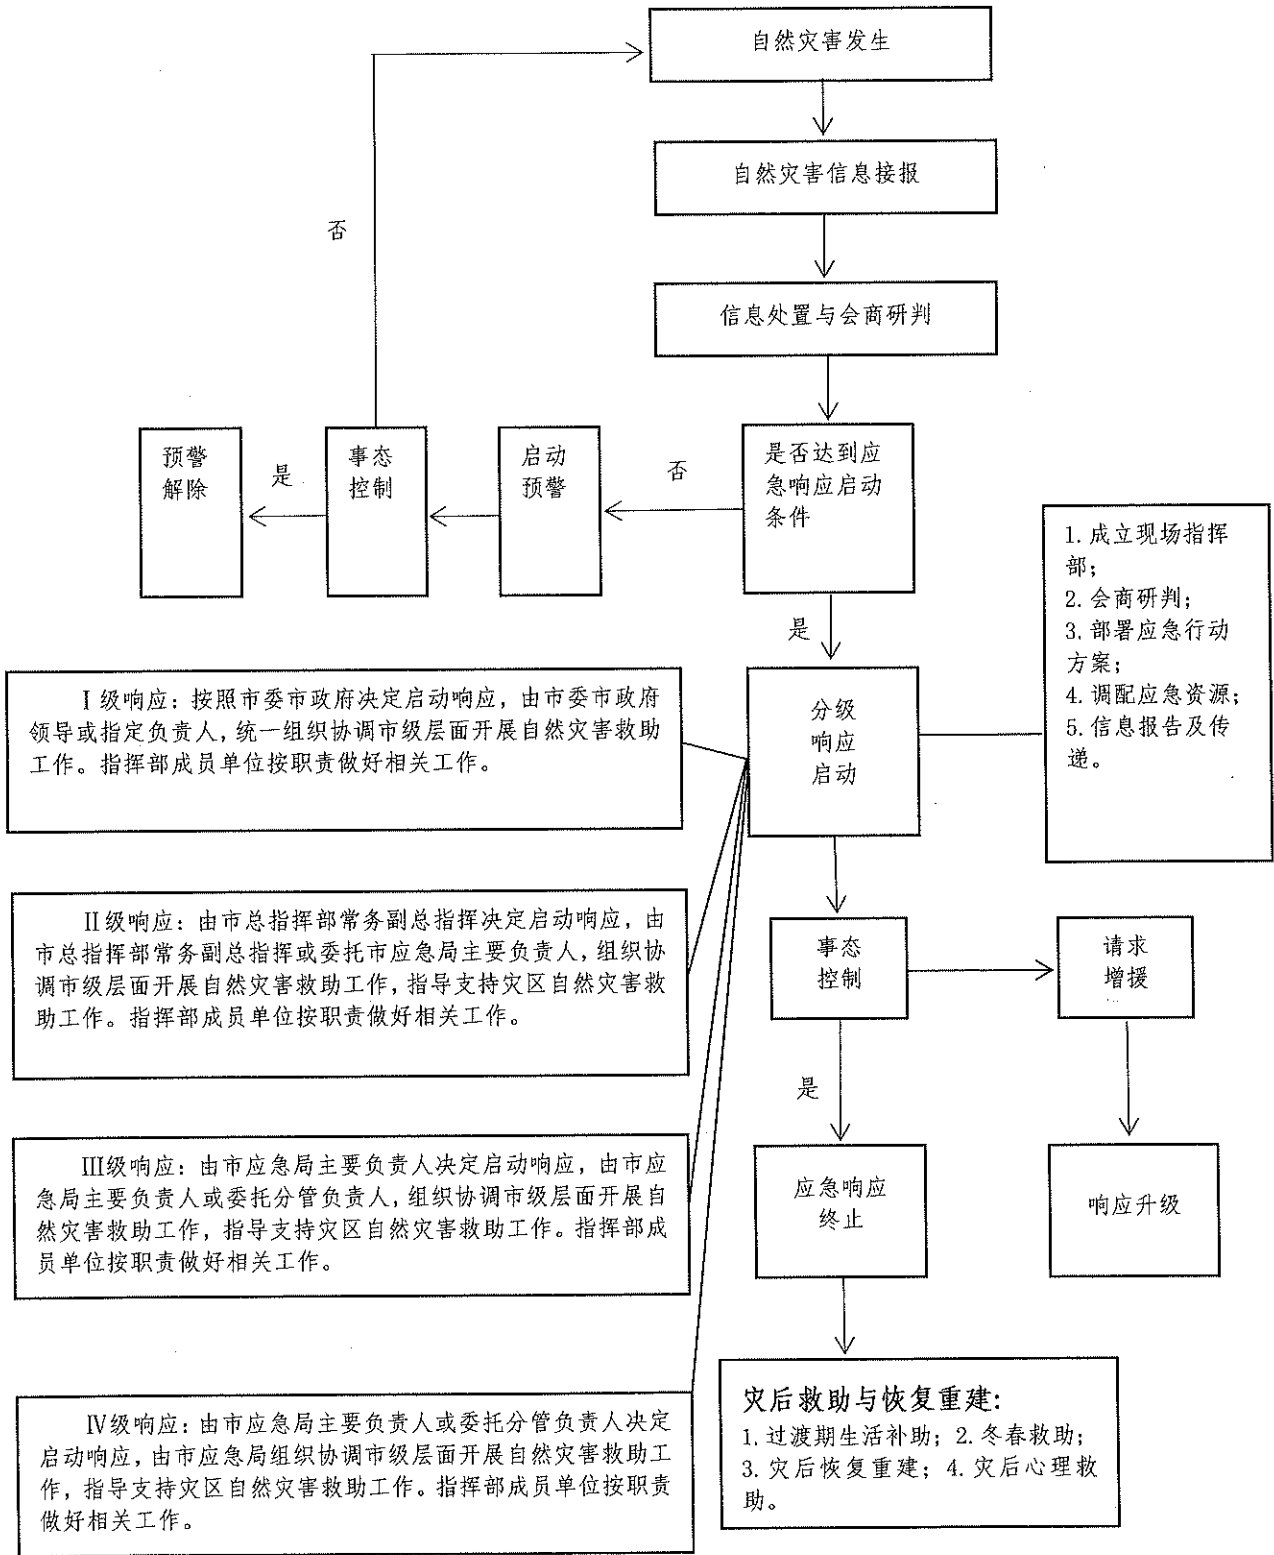 自然灾害发生
自然灾害信息接报
否
信息处置与会商研判
预警
解除
是
事态
控制
启动
预警
否
是否达到应
急响应启动
条件
是
1. 成立现场指挥
部；
2. 会商研判；
3. 部署应急行动
方案；
4. 调配应急资源；
5. 信息报告及传
递。
分级
响应
启动
Ⅰ级响应：按照市委市政府决定启动响应，由市委市政府
领导或指定负责人，统一组织协调市级层面开展自然灾害救助
工作。指挥部成员单位按职责做好相关工作。
Ⅱ级响应：由市总指挥部常务副总指挥决定启动响应，由
市总指挥部常务副总指挥或委托市应急局主要负责人，组织协
调市级层面开展自然灾害救助工作，指导支持灾区自然灾害救
助工作。指挥部成员单位按职责做好相关工作。
Ⅲ级响应：由市应急局主要负责人决定启动响应，由市应
急局主要负责人或委托分管负责人，组织协调市级层面开展自
然灾害救助工作，指导支持灾区自然灾害救助工作。指挥部成
员单位按职责做好相关工作。
Ⅳ级响应：由市应急局主要负责人或委托分管负责人决定
启动响应，由市应急局组织协调市级层面开展自然灾害救助工
作，指导支持灾区自然灾害救助工作。指挥部成员单位按职责
做好相关工作。
事态
控制
请求
增援
是
应急响应
终止
响应升级
灾后救助与恢复重建：
1. 过渡期生活补助；2. 冬春救助；
3. 灾后恢复重建；4. 灾后心理救
助。